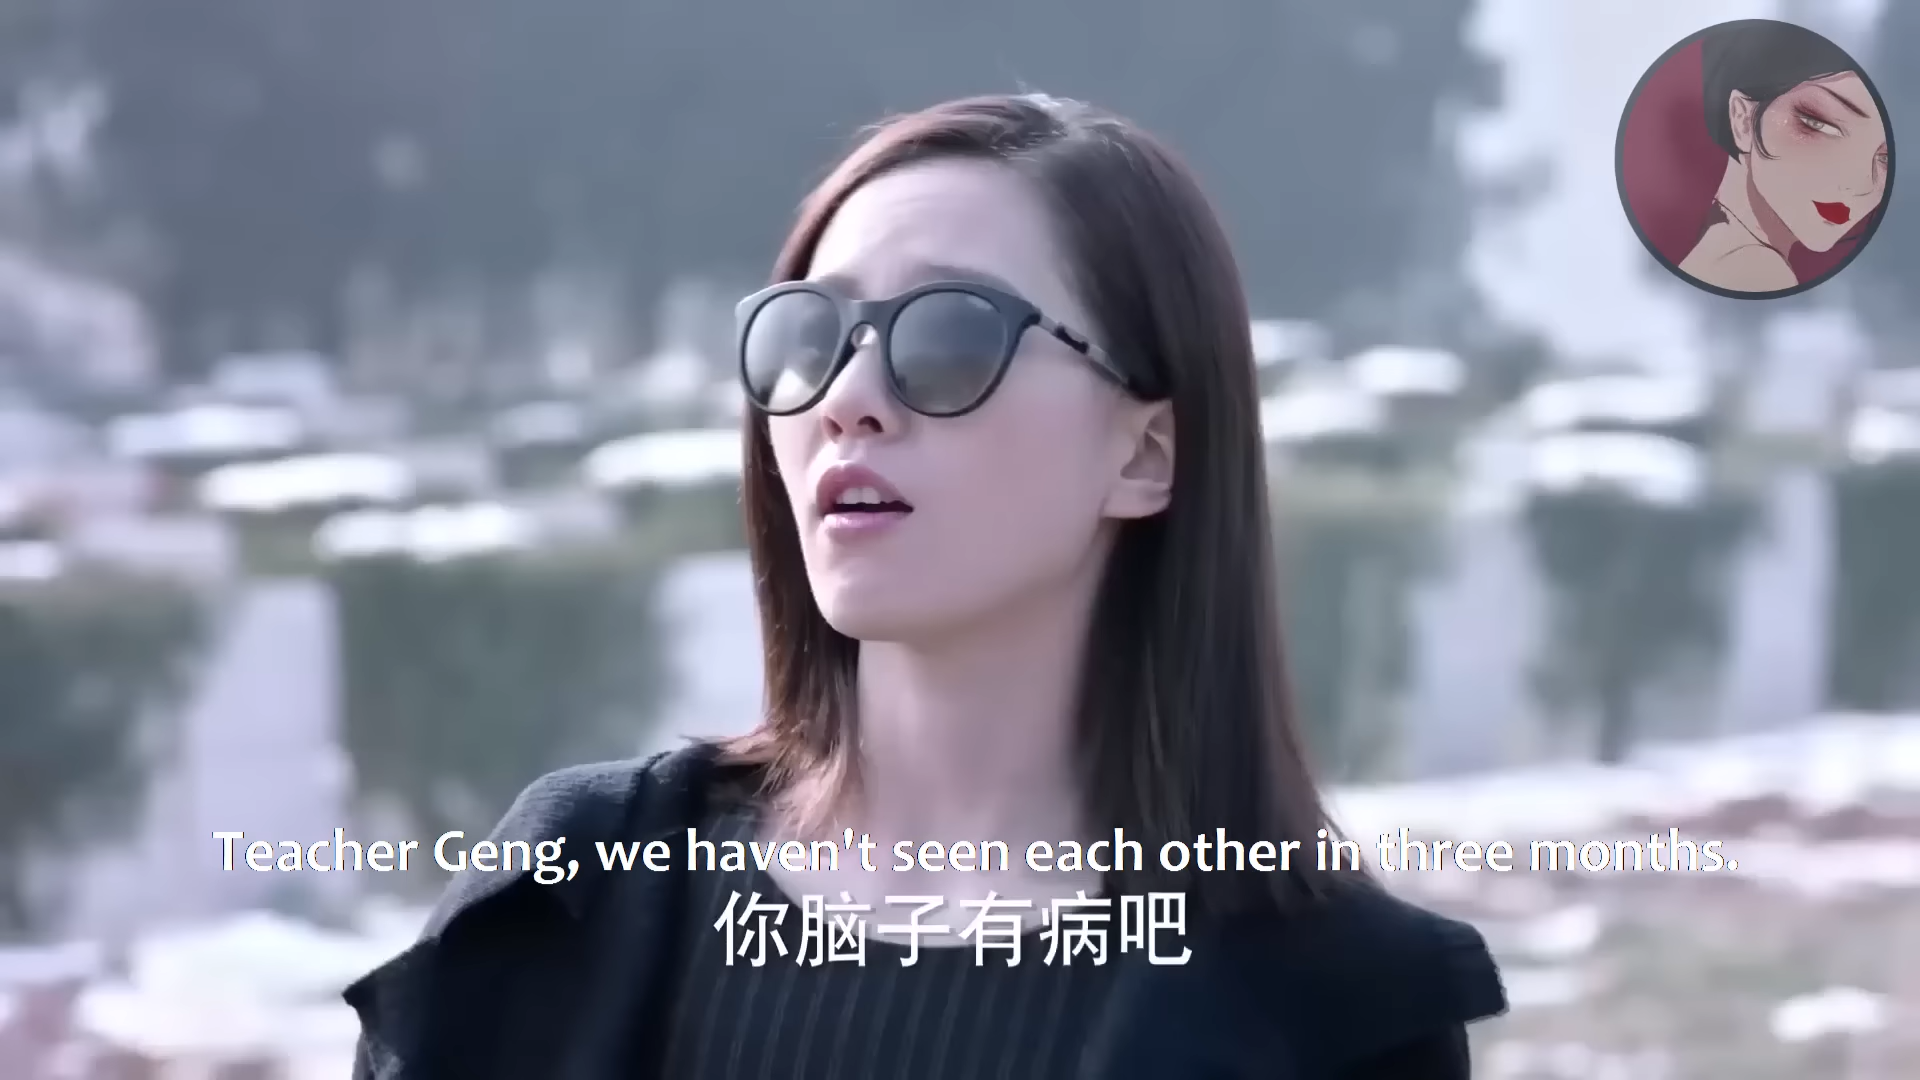 Teacher Geng, we haven't seen each other in three months.
你脑子有病吧